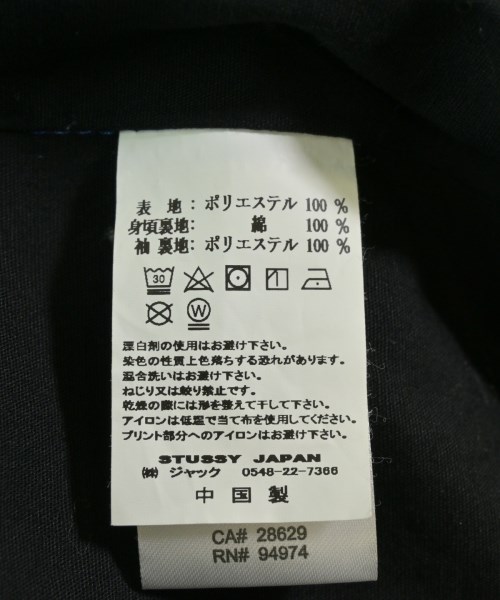 表 地: ポリエステル 100 %
身頃裏地: 綿 100 %
袖 裏地: ポリエステル 100 %
30
W
漂白剤の使用はお避け下さい。
染色の性質上色落ちする恐れがあります。
混合洗いはお避け下さい。
ねじり又は絞り禁止です。
乾燥の際には形を整えて干して下さい。
アイロンは低温で当て布を使用してください。
プリント部分へのアイロンはお避け下さい。
STUSSY JAPAN
㈱ ジャック 0548-22-7366
中 国 製
CA# 28629
RN# 94974